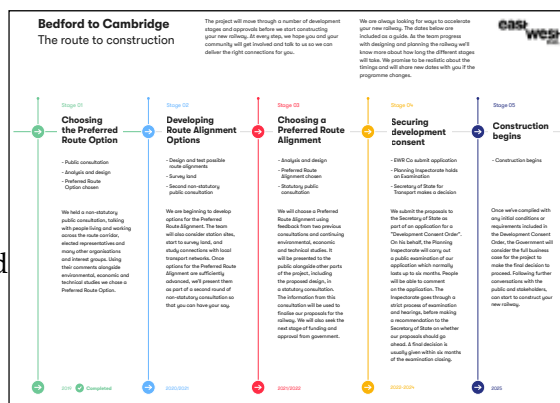 Bedford to Cambridge
The route to construction
The project will move through a number of development
stages and approvals before we start constructing
your new railway. At every step, we hope you and your
community will get involved and talk to us so we can
deliver the right connections for you.
We are always looking for ways to accelerate
your new railway. The dates below are
included as a guide. As the team progress
with designing and planning the railway we'll
know more about how long the different stages
will take. We promise to be realistic about the
timings and will share new dates with you if the
programme changes.
east
west
Stage 01
Choosing
the Preferred
Route Option
- Public consultation
- Analysis and design
- Preferred Route
Option chosen
We held a non-statutory
public consultation, talking
with people living and working
across the route corridor,
elected representatives and
many other organisations
and interest groups. Using
their comments alongside
environmental, economic and
technical studies we chose a
Preferred Route Option.
2019 Completed
Stage 02
Developing
Route Alignment
Options
- Design and test possible
route alignments
- Survey land
- Second non-statutory
public consultation
We are beginning to develop
options for the Preferred
Route Alignment. The team
will also consider station sites,
start to survey land, and
study connections with local
transport networks. Once
options for the Preferred
Route Alignment are sufficiently
advanced, we'll present them
as part of a second round of
non-statutory consultation so
that you can have your say.
2020/2021
Stage 03
Choosing a
Preferred Route
Alignment
- Analysis and design
- Preferred Route
Alignment chosen
- Statutory public
consultation
We will choose a Preferred
Route Alignment using
feedback from two previous
consultations and continuing
environmental, economic
and technical studies. It
will be presented to the
public alongside other parts
of the project, including
the proposed design, in
a statutory consultation.
The information from this
consultation will be used to
finalise our proposals for the
railway. We will also seek the
next stage of funding and
approval from government.
2021/2022
Stage 04
Securing
development
consent
- EWR Co submit application
- Planning Inspectorate holds
an Examination
- Secretary of State for
Transport makes a decision
We submit the proposals to
the Secretary of State as
part of an application for a
"Development Consent Order".
On his behalf, the Planning
Inspectorate will carry out
a public examination of our
application which normally
lasts up to six months. People
will be able to comment
on the application. The
Inspectorate goes through a
strict process of examination
and hearings, before making
a recommendation to the
Secretary of State on whether
our proposals should go
ahead. A final decision is
usually given within six months
of the examination closing.
2022-2024
Stage 05
Construction
begins
- Construction begins
Once we've complied with
any initial conditions or
requirements included in
the Development Consent
Order, the Government will
consider the full business
case for the project to
make the final decision to
proceed. Following further
conversations with the
public and stakeholders,
can start to construct your
new railway.
2025